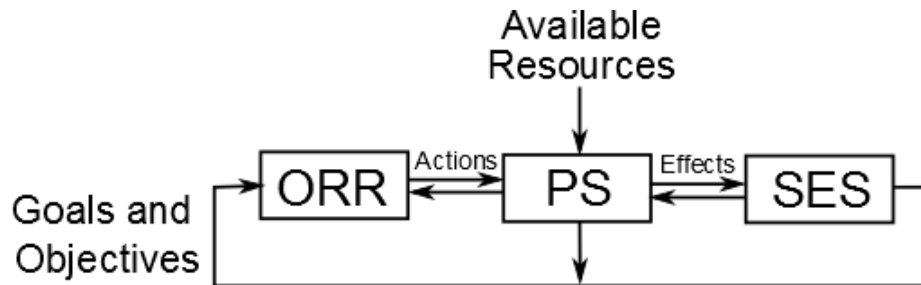 Available
Resources
ORR
Actions
PS
Effects
SES
Goals and
Objectives